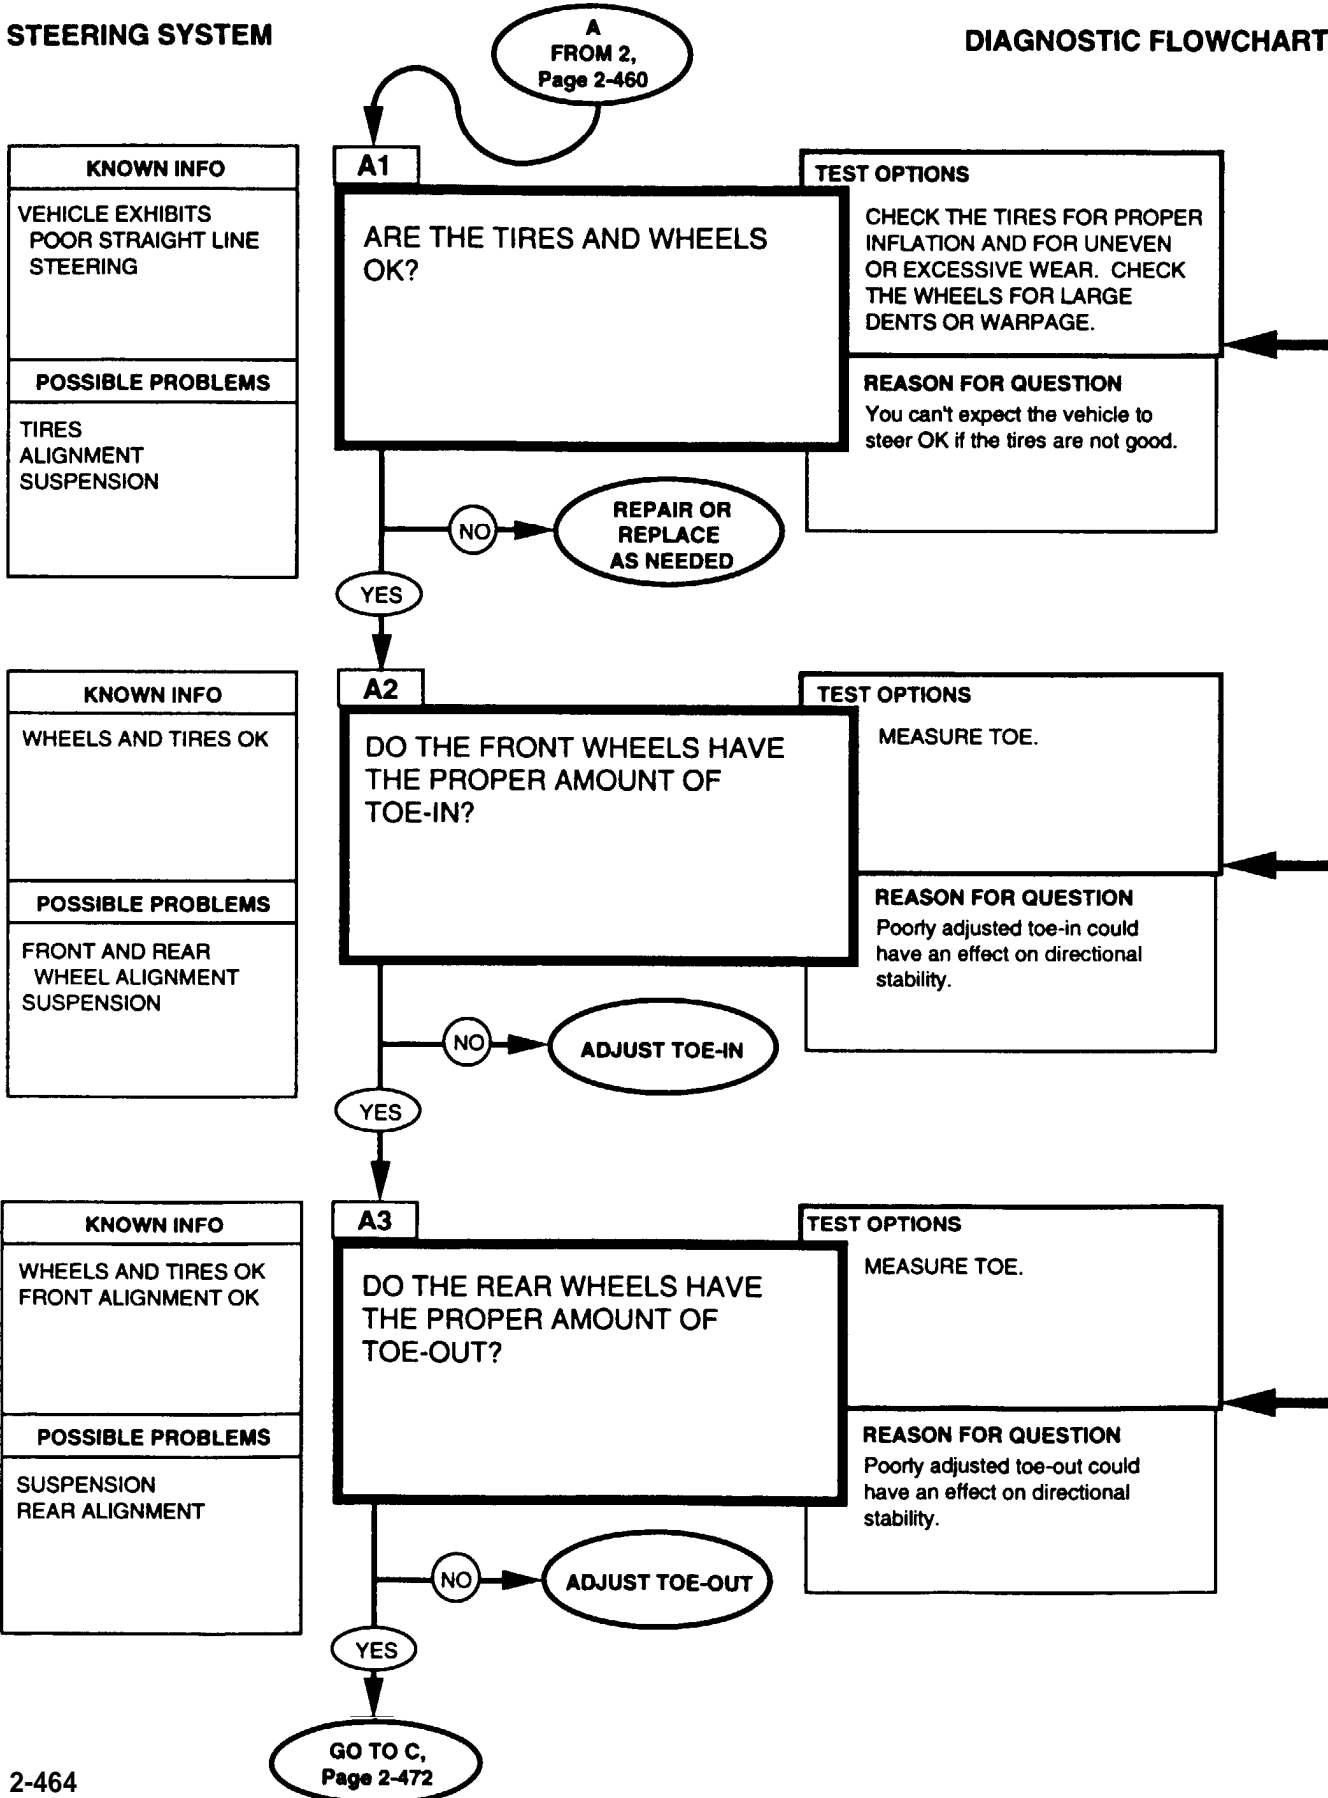 STEERING SYSTEM
DIAGNOSTIC FLOWCHART
A
FROM 2,
Page 2-460
KNOWN INFO
VEHICLE EXHIBITS
POOR STRAIGHT LINE
STEERING
POSSIBLE PROBLEMS
TIRES
ALIGNMENT
SUSPENSION
A1
ARE THE TIRES AND WHEELS
OK?
TEST OPTIONS
CHECK THE TIRES FOR PROPER
INFLATION AND FOR UNEVEN
OR EXCESSIVE WEAR. CHECK
THE WHEELS FOR LARGE
DENTS OR WARPAGE.
REASON FOR QUESTION
You can't expect the vehicle to
steer OK if the tires are not good.
NO
REPAIR OR
REPLACE
AS NEEDED
YES
KNOWN INFO
WHEELS AND TIRES OK
POSSIBLE PROBLEMS
FRONT AND REAR
WHEEL ALIGNMENT
SUSPENSION
A2
DO THE FRONT WHEELS HAVE
THE PROPER AMOUNT OF
TOE-IN?
TEST OPTIONS
MEASURE TOE.
REASON FOR QUESTION
Poorly adjusted toe-in could
have an effect on directional
stability.
NO
ADJUST TOE-IN
YES
KNOWN INFO
WHEELS AND TIRES OK
FRONT ALIGNMENT OK
POSSIBLE PROBLEMS
SUSPENSION
REAR ALIGNMENT
A3
DO THE REAR WHEELS HAVE
THE PROPER AMOUNT OF
TOE-OUT?
TEST OPTIONS
MEASURE TOE.
REASON FOR QUESTION
Poorly adjusted toe-out could
have an effect on directional
stability.
NO
ADJUST TOE-OUT
YES
GO TO C,
Page 2-472
2-464